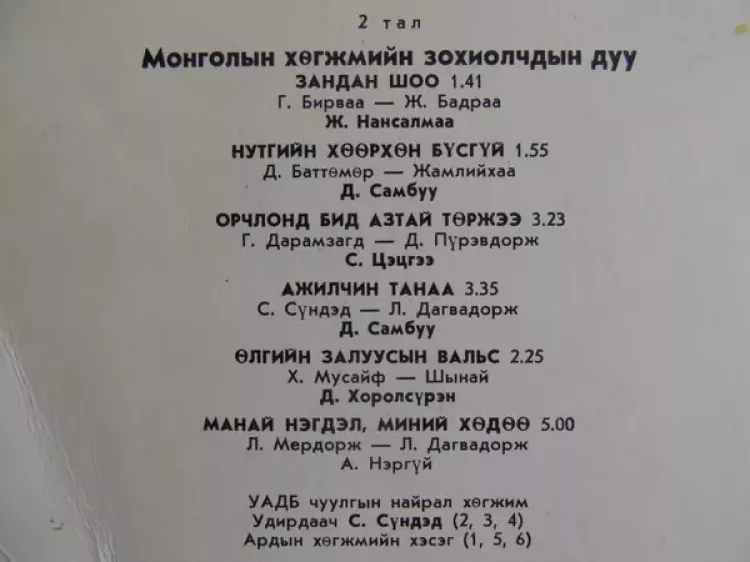 2 тал
Монголын хөгжмийн зохиолчдын дуу
ЗАНДАН ШОО 1.41
Г. Бирваа — Ж. Бадраа
Ж. Нансалмаа
НУТГИЙН ХӨӨРХӨН БҮСГҮЙ 1.55
Д. Баттөмөр — Жамлийхаа
Д. Самбуу
ОРЧЛОНД БИД АЗТАЙ ТӨРЖЭЭ 3.23
Г. Дарамзагд — Д. Пүрэвдорж
С. Цэцгээ
АЖИЛЧИН ТАНАА 3.35
С. Сүндэд — Л. Дагвадорж
Д. Самбуу
ӨЛГИЙН ЗАЛУУСЫН ВАЛЬС 2.25
Х. Мусайф — Шынай
Д. Хоролсүрэн
МАНАЙ НЭГДЭЛ, МИНИЙ ХӨДӨӨ 5.00
Л. Мердорж — Л. Дагвадорж
А. Нэргүй
УАДБ чуулгын найрал хөгжим
Удирдаач С. Сүндэд (2, 3, 4)
Ардын хөгжмийн хэсэг (1, 5, 6)